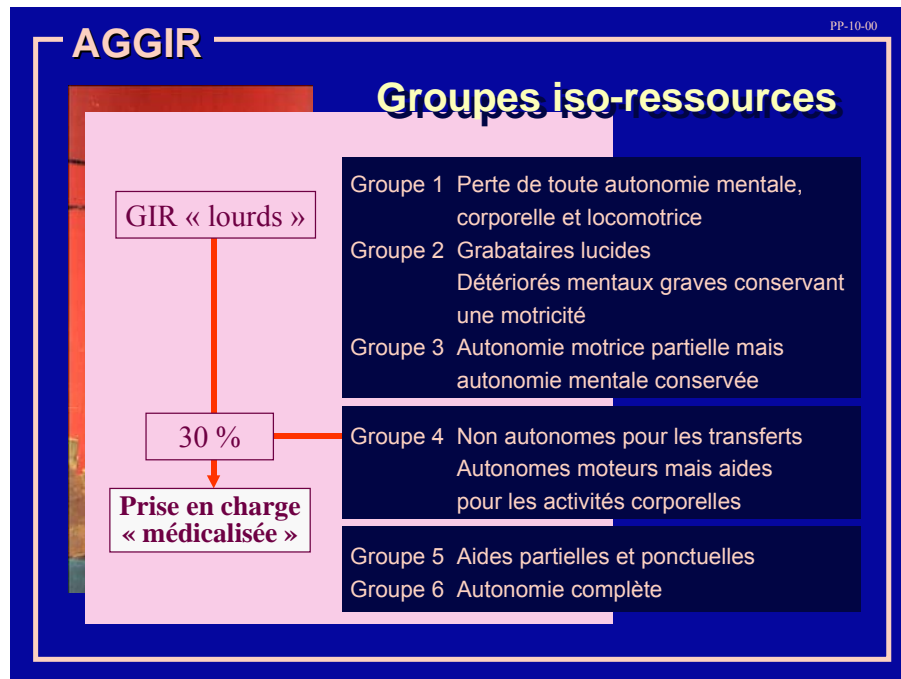 PP-10-00
AGGIR
Groupes iso-ressources
GIR « lourds »
Groupe 1 Perte de toute autonomie mentale,
corporelle et locomotrice
Groupe 2 Grabataires lucides
Détériorés mentaux graves conservant
une motricité
Groupe 3 Autonomie motrice partielle mais
autonomie mentale conservée
30 %
Groupe 4 Non autonomes pour les transferts
Autonomes moteurs mais aides
pour les activités corporelles
Prise en charge
« médicalisée »
Groupe 5 Aides partielles et ponctuelles
Groupe 6 Autonomie complète